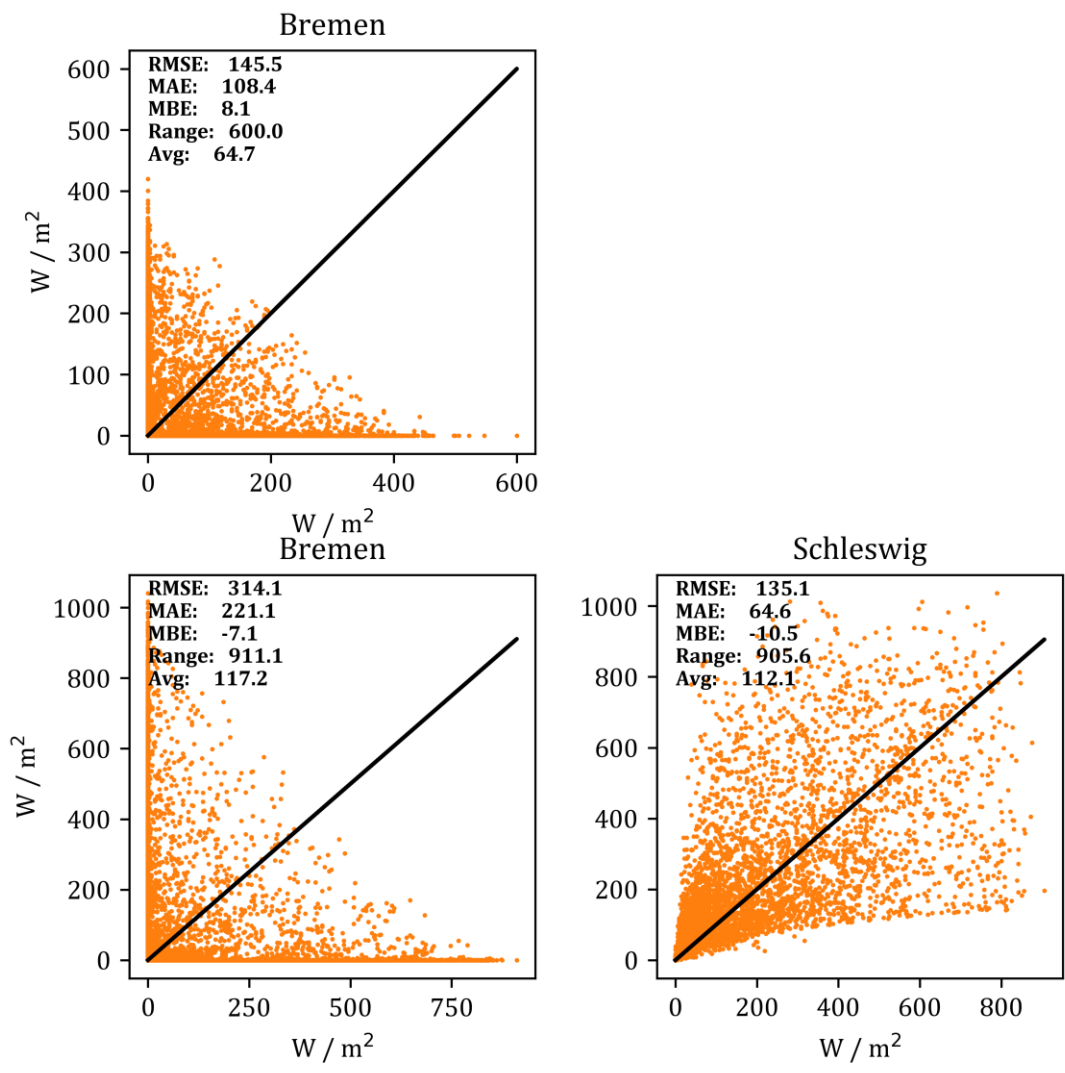 Bremen
RMSE: 145.5
MAE: 108.4
MBE: 8.1
Range: 600.0
Avg: 64.7
600
500
400
300
200
100
0
W / m²
0 200 400 600
W / m²
Bremen
RMSE: 314.1
MAE: 221.1
MBE: -7.1
Range: 911.1
Avg: 117.2
1000
800
600
400
200
0
W / m²
0 250 500 750
W / m²
Schleswig
RMSE: 135.1
MAE: 64.6
MBE: -10.5
Range: 905.6
Avg: 112.1
1000
800
600
400
200
0
0 200 400 600 800
W / m²